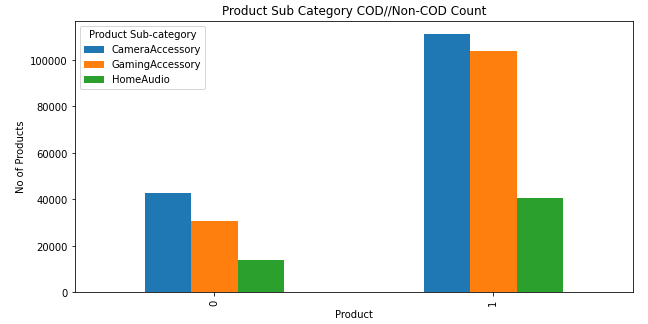 Product Sub Category COD//Non-COD Count
Product Sub-category
CameraAccessory
GamingAccessory
HomeAudio
No of Products
100000
80000
60000
40000
20000
0
0
1
Product